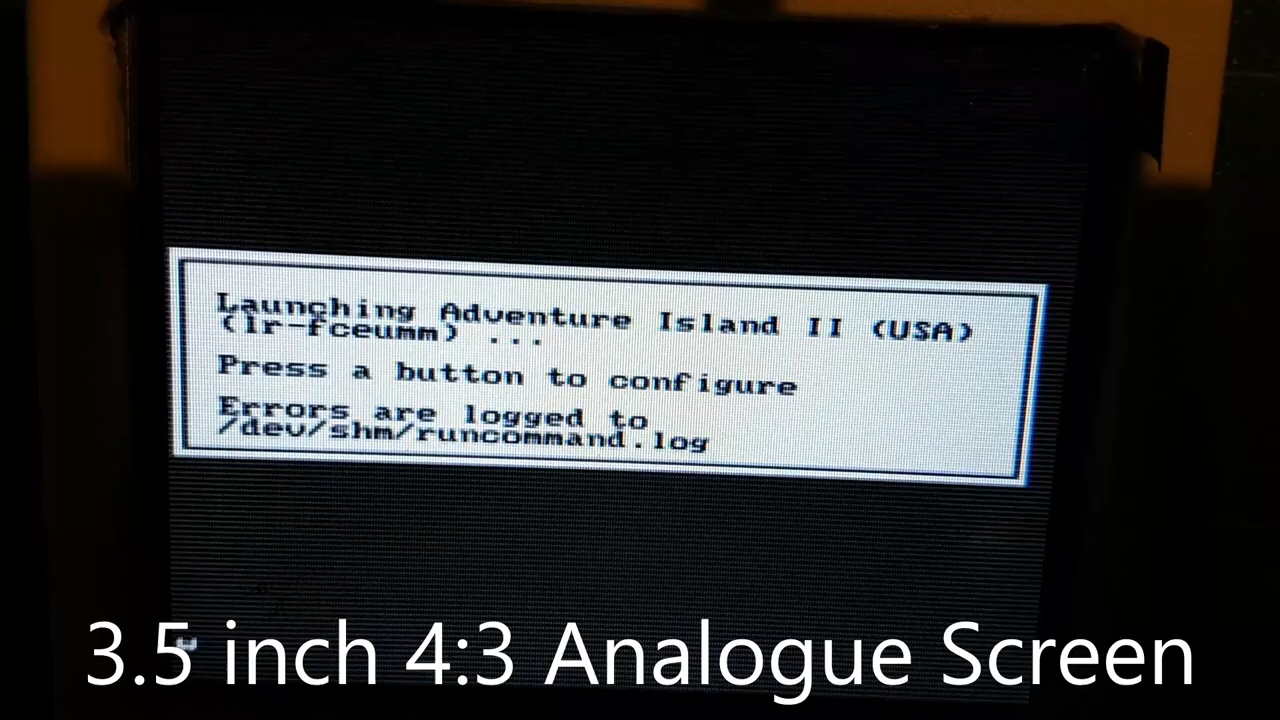 Launching Adventure Island II (USA)
(lr-fceumm) ...
Press a button to configure
Errors are logged to
/dev/shm/runcommand.log
3.5 inch 4:3 Analogue Screen